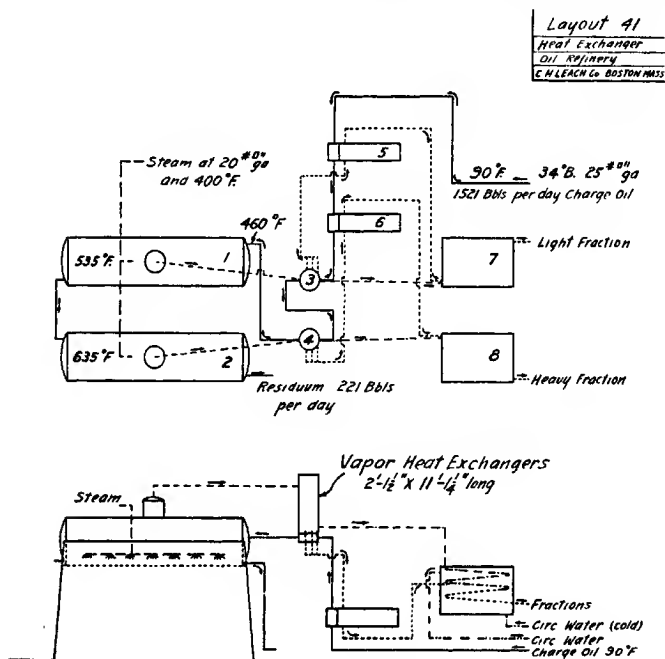 Layout 41
Heat Exchanger
Oil Refinery
C H LEACH Co BOSTON MASS
Steam at 20 #"□" ga
and 400°F.
5
90°F. 34°B. 25 #"□" ga
1521 Bbls per day Charge Oil
460°F
6
535°F.
1
3
7
Light Fraction
635°F
2
4
8
Residuum 221 Bbls
per day
Heavy Fraction
Vapor Heat Exchangers
2'-1½" X 11'-1¼" long
Steam
Fractions
Circ Water (cold)
Circ Water
Charge Oil 90°F